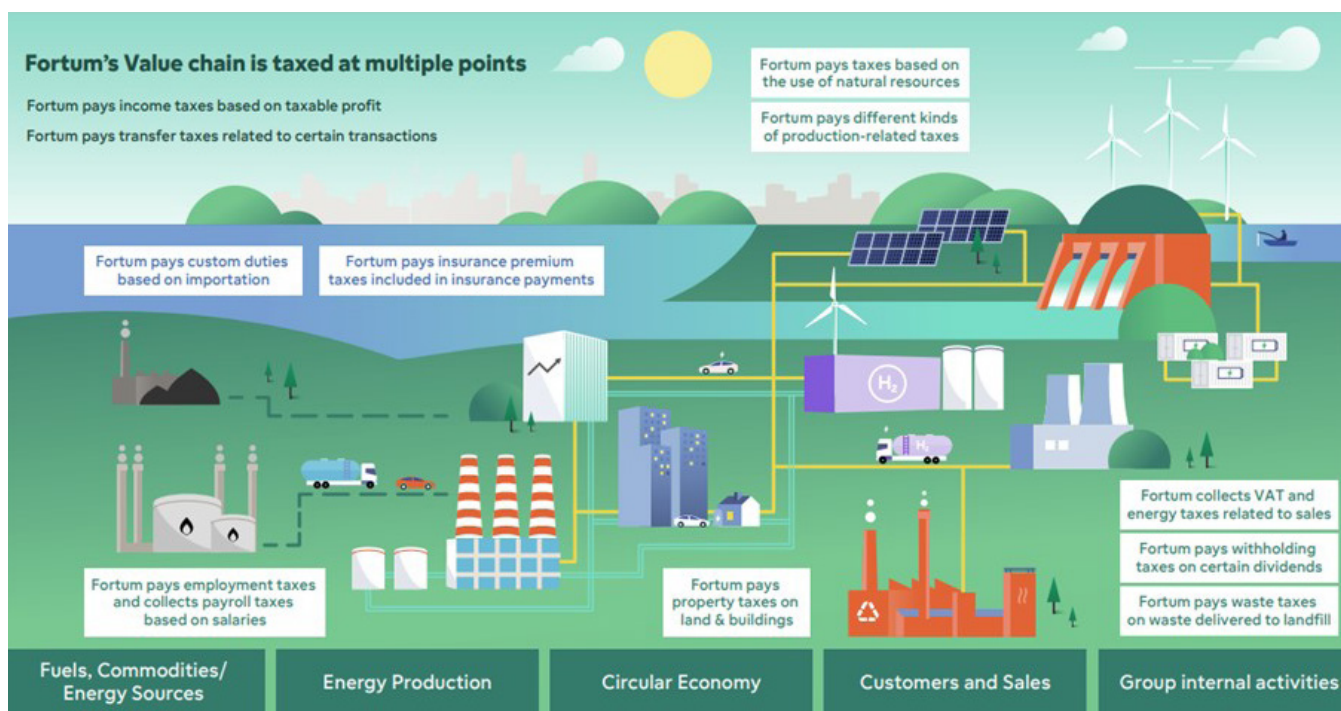 Fortum's Value chain is taxed at multiple points
Fortum pays income taxes based on taxable profit
Fortum pays transfer taxes related to certain transactions
Fortum pays taxes based on
the use of natural resources
Fortum pays different kinds
of production-related taxes
Fortum pays custom duties
based on importation
Fortum pays insurance premium
taxes included in insurance payments
H₂
H₂
Fortum pays employment taxes
and collects payroll taxes
based on salaries
Fortum pays
property taxes on
land & buildings
Fortum collects VAT and
energy taxes related to sales
Fortum pays withholding
taxes on certain dividends
Fortum pays waste taxes
on waste delivered to landfill
Fuels, Commodities/
Energy Sources
Energy Production
Circular Economy
Customers and Sales
Group internal activities